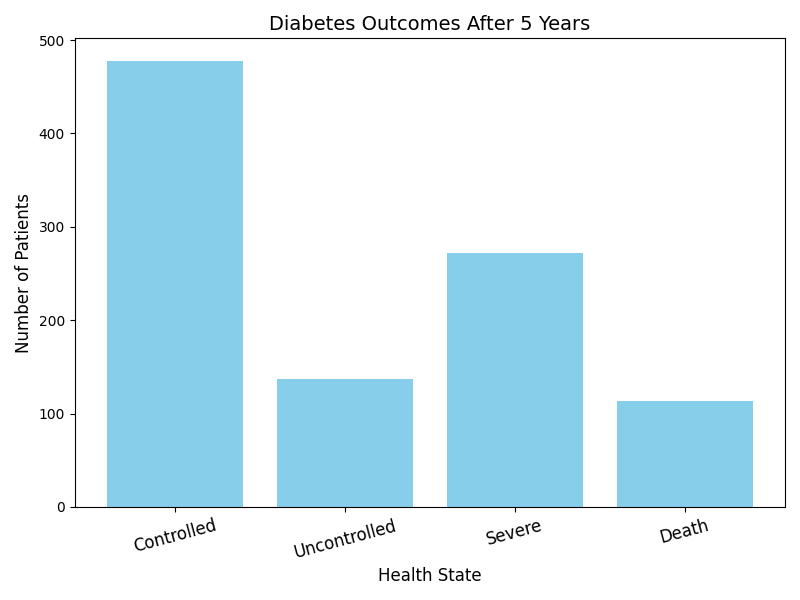 Diabetes Outcomes After 5 Years
Number of Patients
500
400
300
200
100
0
Controlled
Uncontrolled
Severe
Death
Health State